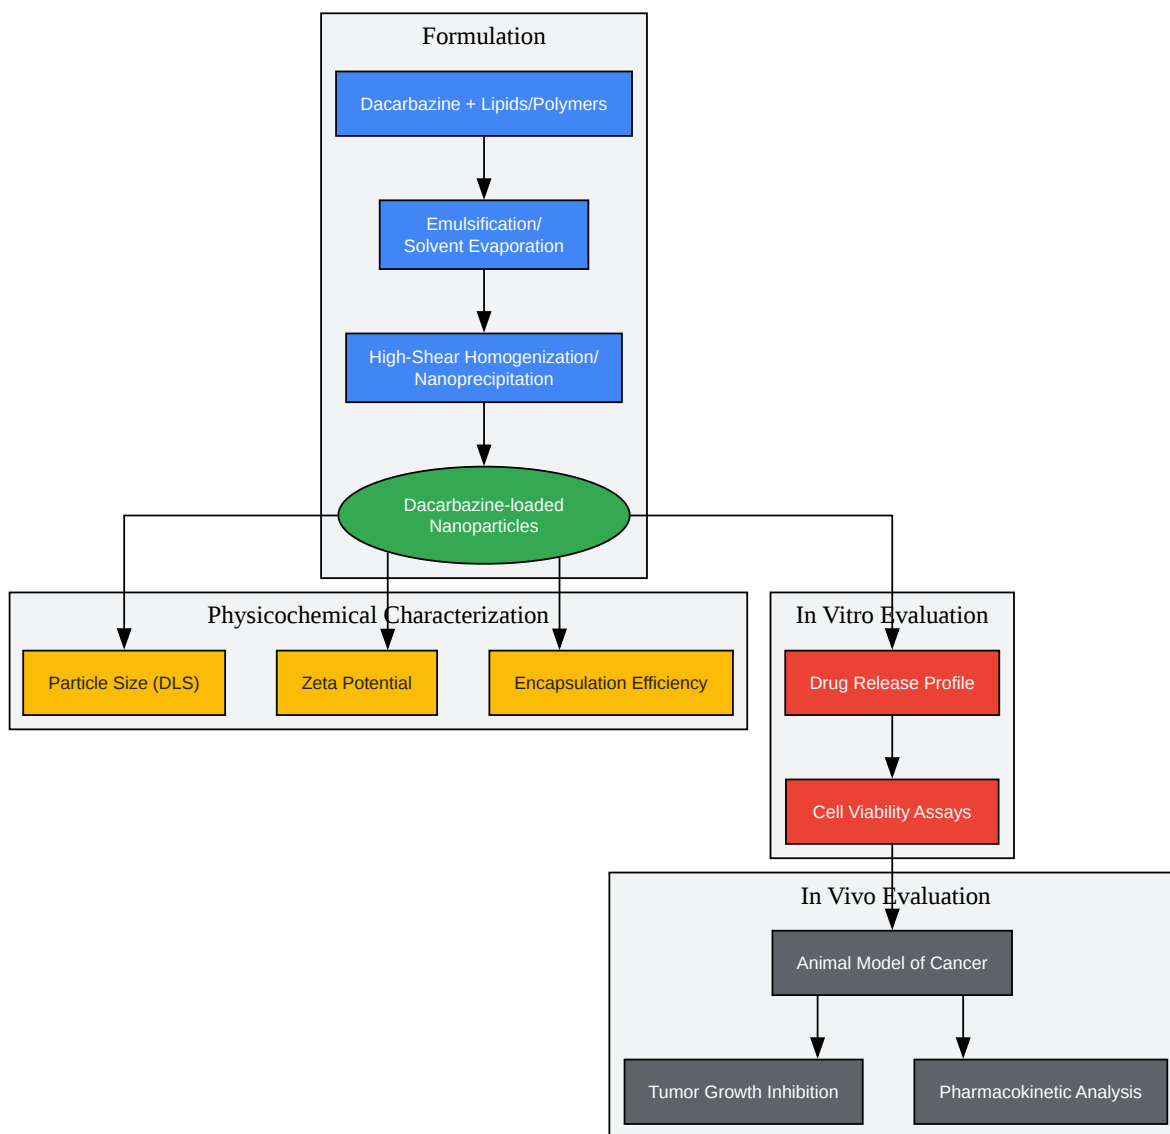 Formulation
Dacarbazine + Lipids/Polymers
Emulsification/
Solvent Evaporation
High-Shear Homogenization/
Nanoprecipitation
Dacarbazine-loaded
Nanoparticles
Physicochemical Characterization
Particle Size (DLS)
Zeta Potential
Encapsulation Efficiency
In Vitro Evaluation
Drug Release Profile
Cell Viability Assays
In Vivo Evaluation
Animal Model of Cancer
Tumor Growth Inhibition
Pharmacokinetic Analysis